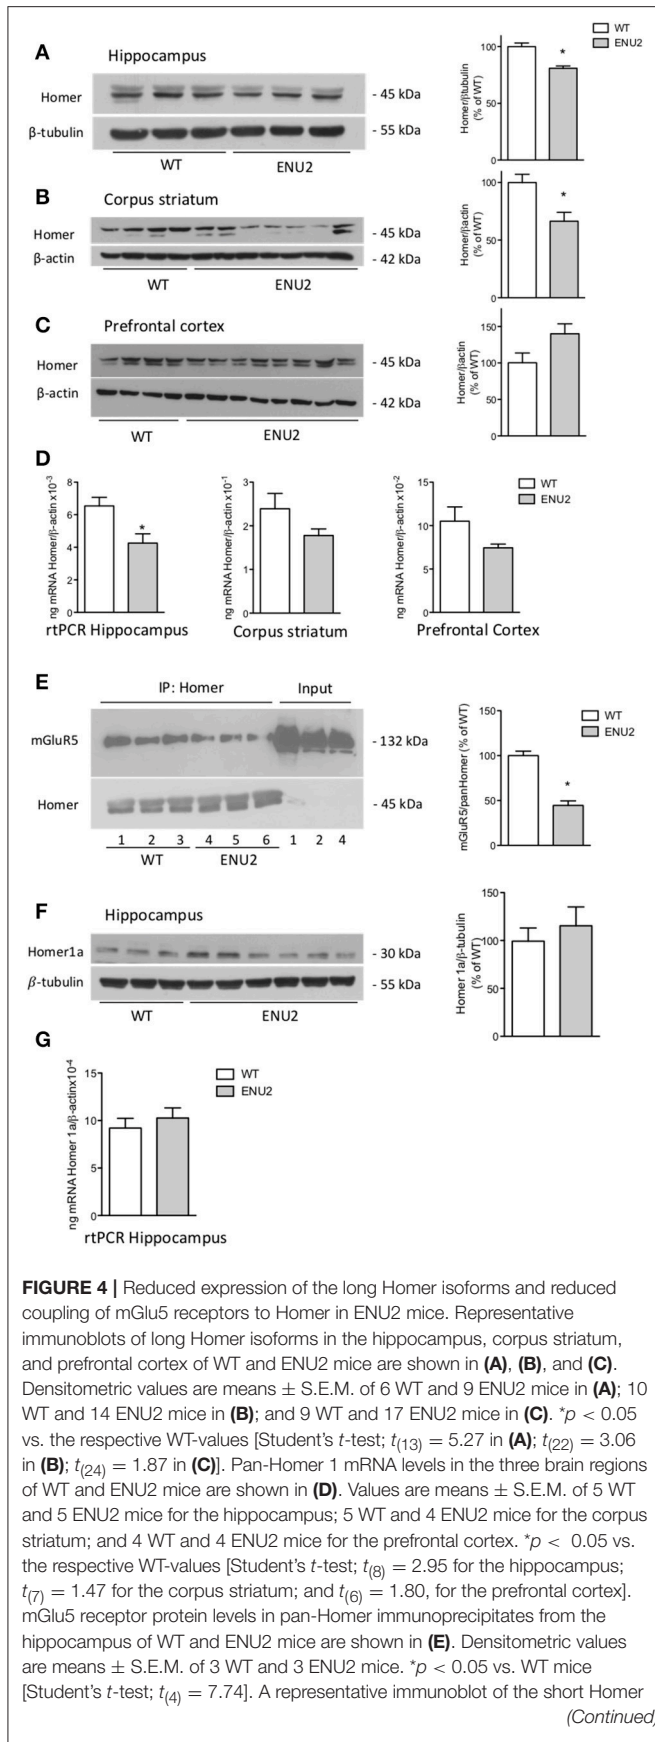 WT
ENU2
A
Hippocampus
Homer
- 45 kDa
β-tubulin
- 55 kDa
WT
ENU2
Homer/βtubulin
(% of WT)
100
50
0
*
B
Corpus striatum
Homer
- 45 kDa
β-actin
- 42 kDa
WT
ENU2
Homer/βactin
(% of WT)
100
50
0
*
C
Prefrontal cortex
Homer
- 45 kDa
β-actin
- 42 kDa
WT
ENU2
Homer/βactin
(% of WT)
150
100
50
0
D
ng mRNA Homer/β-actin x10-3
8
6
4
2
0
*
rtPCR Hippocampus
ng mRNA Homer/β-actin x10-1
4
3
2
1
0
Corpus striatum
ng mRNA Homer/β-actin x10-2
15
10
5
0
Prefrontal Cortex
WT
ENU2
E
IP: Homer
Input
mGluR5
- 132 kDa
Homer
- 45 kDa
1 2 3 4 5 6 1 2 4
WT
ENU2
mGluR5/panHomer (% of WT)
150
100
50
0
*
WT
ENU2
F
Hippocampus
Homer1a
- 30 kDa
β-tubulin
- 55 kDa
WT
ENU2
Homer 1a/β-tubulin
(% of WT)
150
100
50
0
G
ng mRNA Homer 1a/β-actinx10-4
15
10
5
0
WT
ENU2
rtPCR Hippocampus
FIGURE 4 | Reduced expression of the long Homer isoforms and reduced
coupling of mGlu5 receptors to Homer in ENU2 mice. Representative
immunoblots of long Homer isoforms in the hippocampus, corpus striatum,
and prefrontal cortex of WT and ENU2 mice are shown in (A), (B), and (C).
Densitometric values are means ± S.E.M. of 6 WT and 9 ENU2 mice in (A); 10
WT and 14 ENU2 mice in (B); and 9 WT and 17 ENU2 mice in (C). *p < 0.05
vs. the respective WT-values [Student's t-test; t(13) = 5.27 in (A); t(22) = 3.06
in (B); t(24) = 1.87 in (C)]. Pan-Homer 1 mRNA levels in the three brain regions
of WT and ENU2 mice are shown in (D). Values are means ± S.E.M. of 5 WT
and 5 ENU2 mice for the hippocampus; 5 WT and 4 ENU2 mice for the corpus
striatum; and 4 WT and 4 ENU2 mice for the prefrontal cortex. *p < 0.05 vs.
the respective WT-values [Student's t-test; t(8) = 2.95 for the hippocampus;
t(7) = 1.47 for the corpus striatum; and t(6) = 1.80, for the prefrontal cortex].
mGlu5 receptor protein levels in pan-Homer immunoprecipitates from the
hippocampus of WT and ENU2 mice are shown in (E). Densitometric values
are means ± S.E.M. of 3 WT and 3 ENU2 mice. *p < 0.05 vs. WT mice
[Student's t-test; t(4) = 7.74]. A representative immunoblot of the short Homer
(Continued)